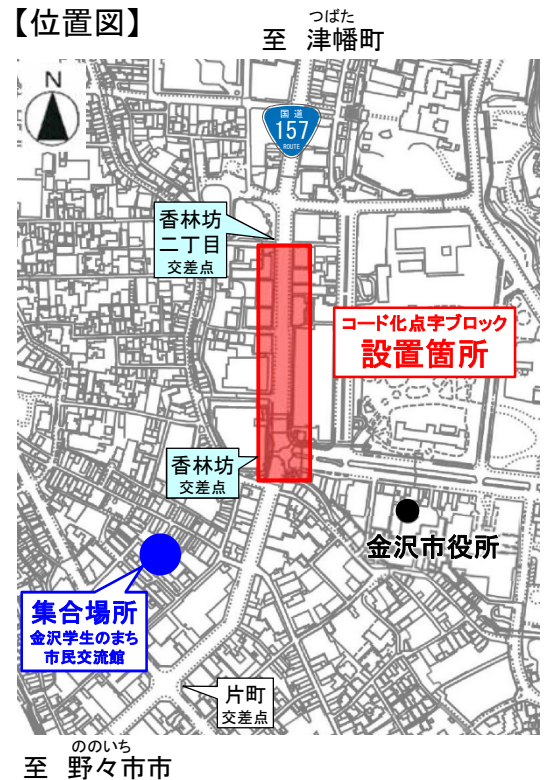 【位置図】
つばた
至 津幡町
N
国道
157
ROUTE
香林坊
二丁目
交差点
コード化点字ブロック
設置箇所
香林坊
交差点
金沢市役所
集合場所
金沢学生のまち
市民交流館
片町
交差点
ののいち
至 野々市市